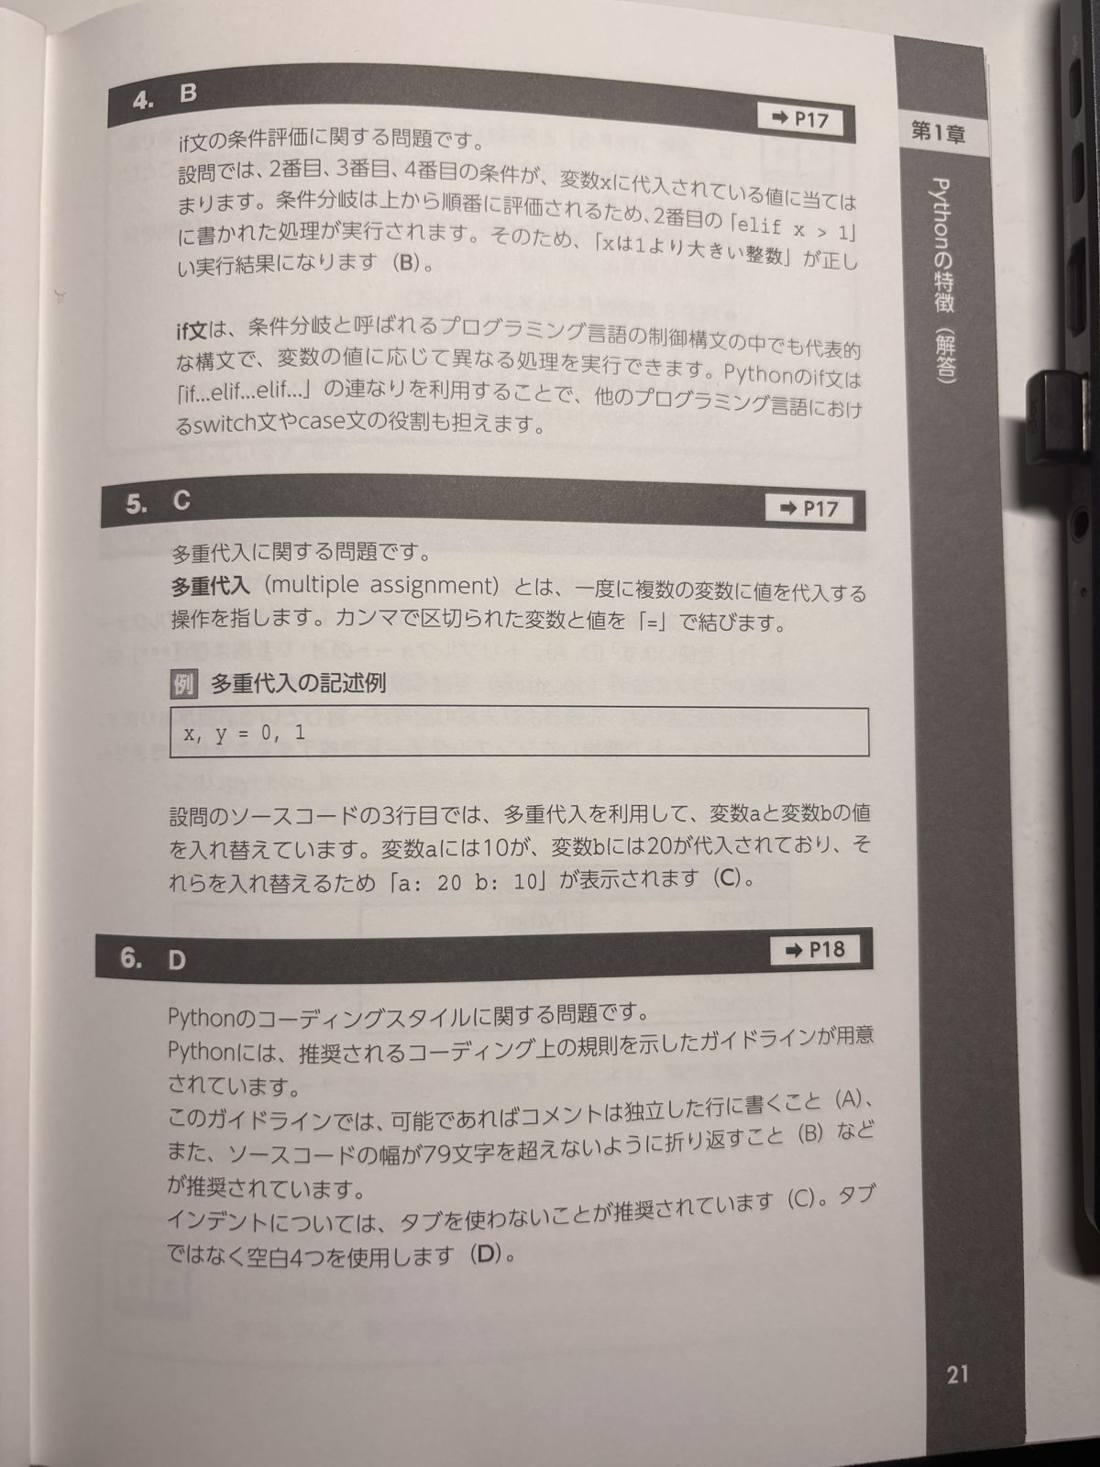 4. B
➡ P17
if文の条件評価に関する問題です。
設問では、2番目、3番目、4番目の条件が、変数xに代入されている値に当ては
まります。条件分岐は上から順番に評価されるため、2番目の「elif x > 1」
に書かれた処理が実行されます。そのため、「xは1より大きい整数」が正し
い実行結果になります（B）。
if文は、条件分岐と呼ばれるプログラミング言語の制御構文の中でも代表的
な構文で、変数の値に応じて異なる処理を実行できます。Pythonのif文は
「if...elif...elif...」の連なりを利用することで、他のプログラミング言語におけ
るswitch文やcase文の役割も担えます。
5. C
➡ P17
多重代入に関する問題です。
多重代入（multiple assignment）とは、一度に複数の変数に値を代入する
操作を指します。カンマで区切られた変数と値を「=」で結びます。
例 多重代入の記述例
x, y = 0, 1
設問のソースコードの3行目では、多重代入を利用して、変数aと変数bの値
を入れ替えています。変数aには10が、変数bには20が代入されており、そ
れらを入れ替えるため「a: 20 b: 10」が表示されます（C）。
6. D
➡ P18
Pythonのコーディングスタイルに関する問題です。
Pythonには、推奨されるコーディング上の規則を示したガイドラインが用意
されています。
このガイドラインでは、可能であればコメントは独立した行に書くこと（A）、
また、ソースコードの幅が79文字を超えないように折り返すこと（B）など
が推奨されています。
インデントについては、タブを使わないことが推奨されています（C）。タブ
ではなく空白4つを使用します（D）。
第1章
Pythonの特徴（解答）
21